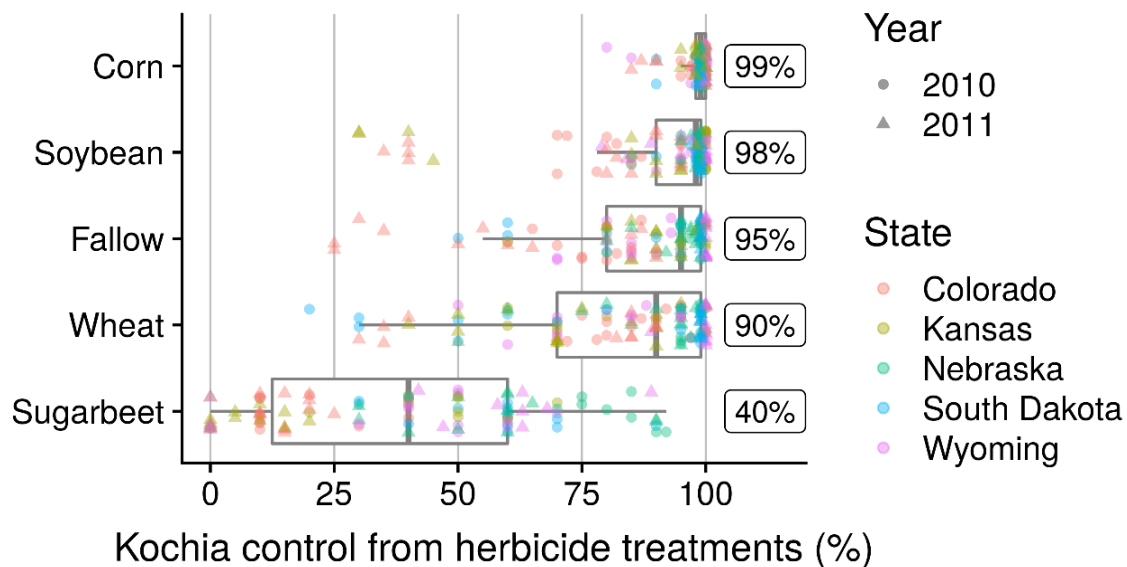 Corn
99%
Soybean
98%
Fallow
95%
Wheat
90%
Sugarbeet
40%
0 25 50 75 100
Kochia control from herbicide treatments (%)
Year
2010
2011
State
Colorado
Kansas
Nebraska
South Dakota
Wyoming